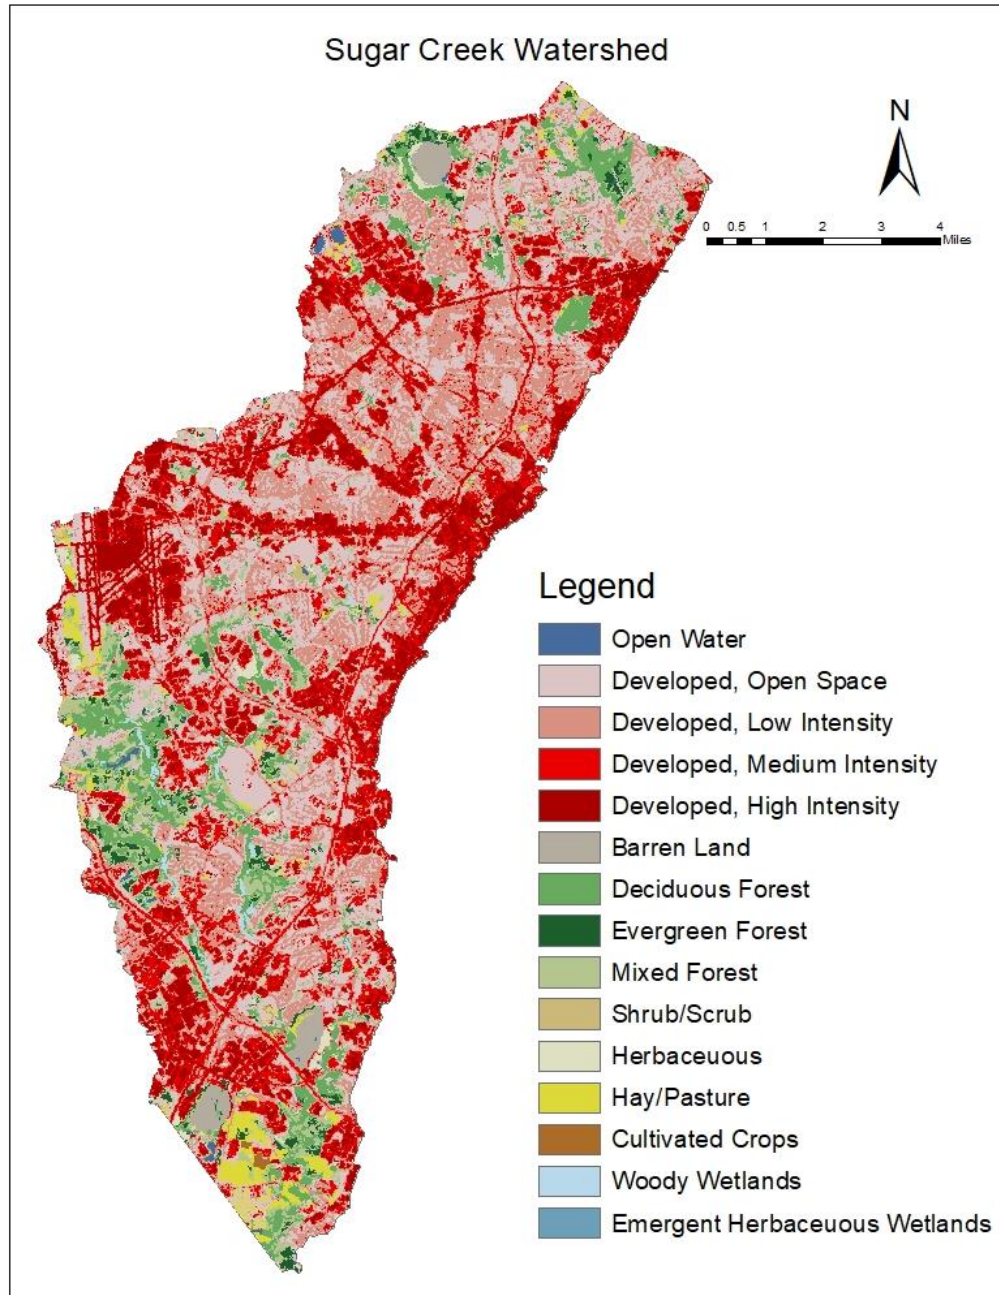 Sugar Creek Watershed
N
0 0.5 1 2 3 4
Miles
Legend
Open Water
Developed, Open Space
Developed, Low Intensity
Developed, Medium Intensity
Developed, High Intensity
Barren Land
Deciduous Forest
Evergreen Forest
Mixed Forest
Shrub/Scrub
Herbaceuous
Hay/Pasture
Cultivated Crops
Woody Wetlands
Emergent Herbaceuous Wetlands